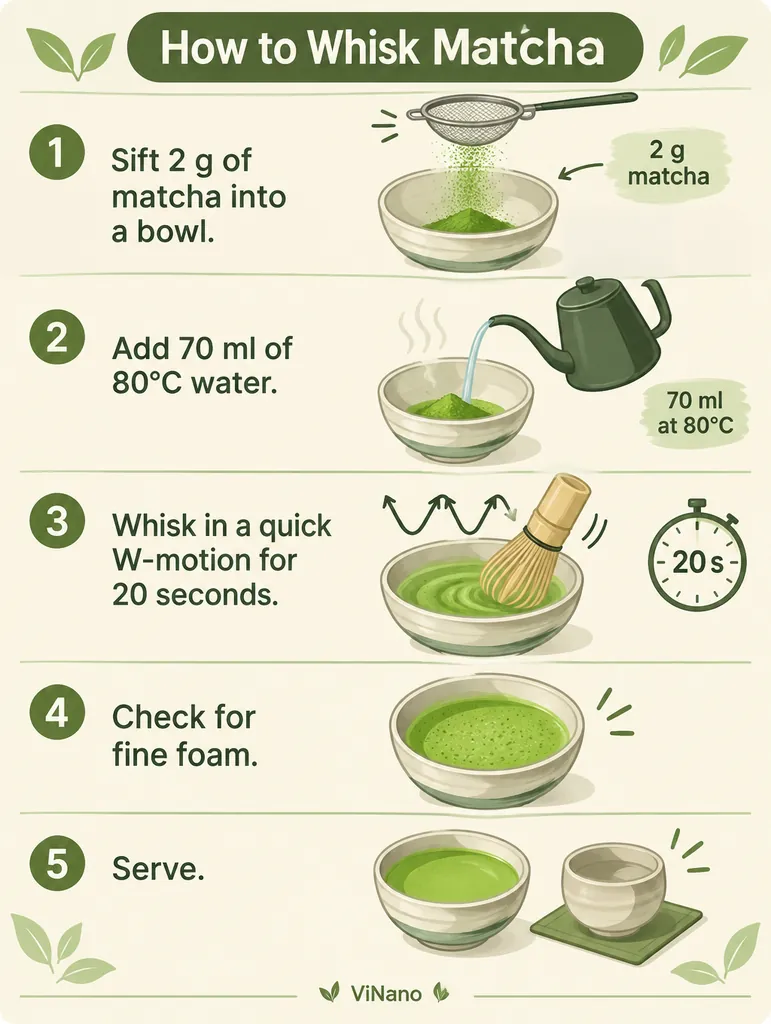 How to Whisk Matcha
1
Sift 2 g of
matcha into
a bowl.
2 g
matcha
2
Add 70 ml of
80°C water.
70 ml
at 80°C
3
Whisk in a quick
W-motion for
20 seconds.
20 s
4
Check for
fine foam.
5
Serve.
ViNano